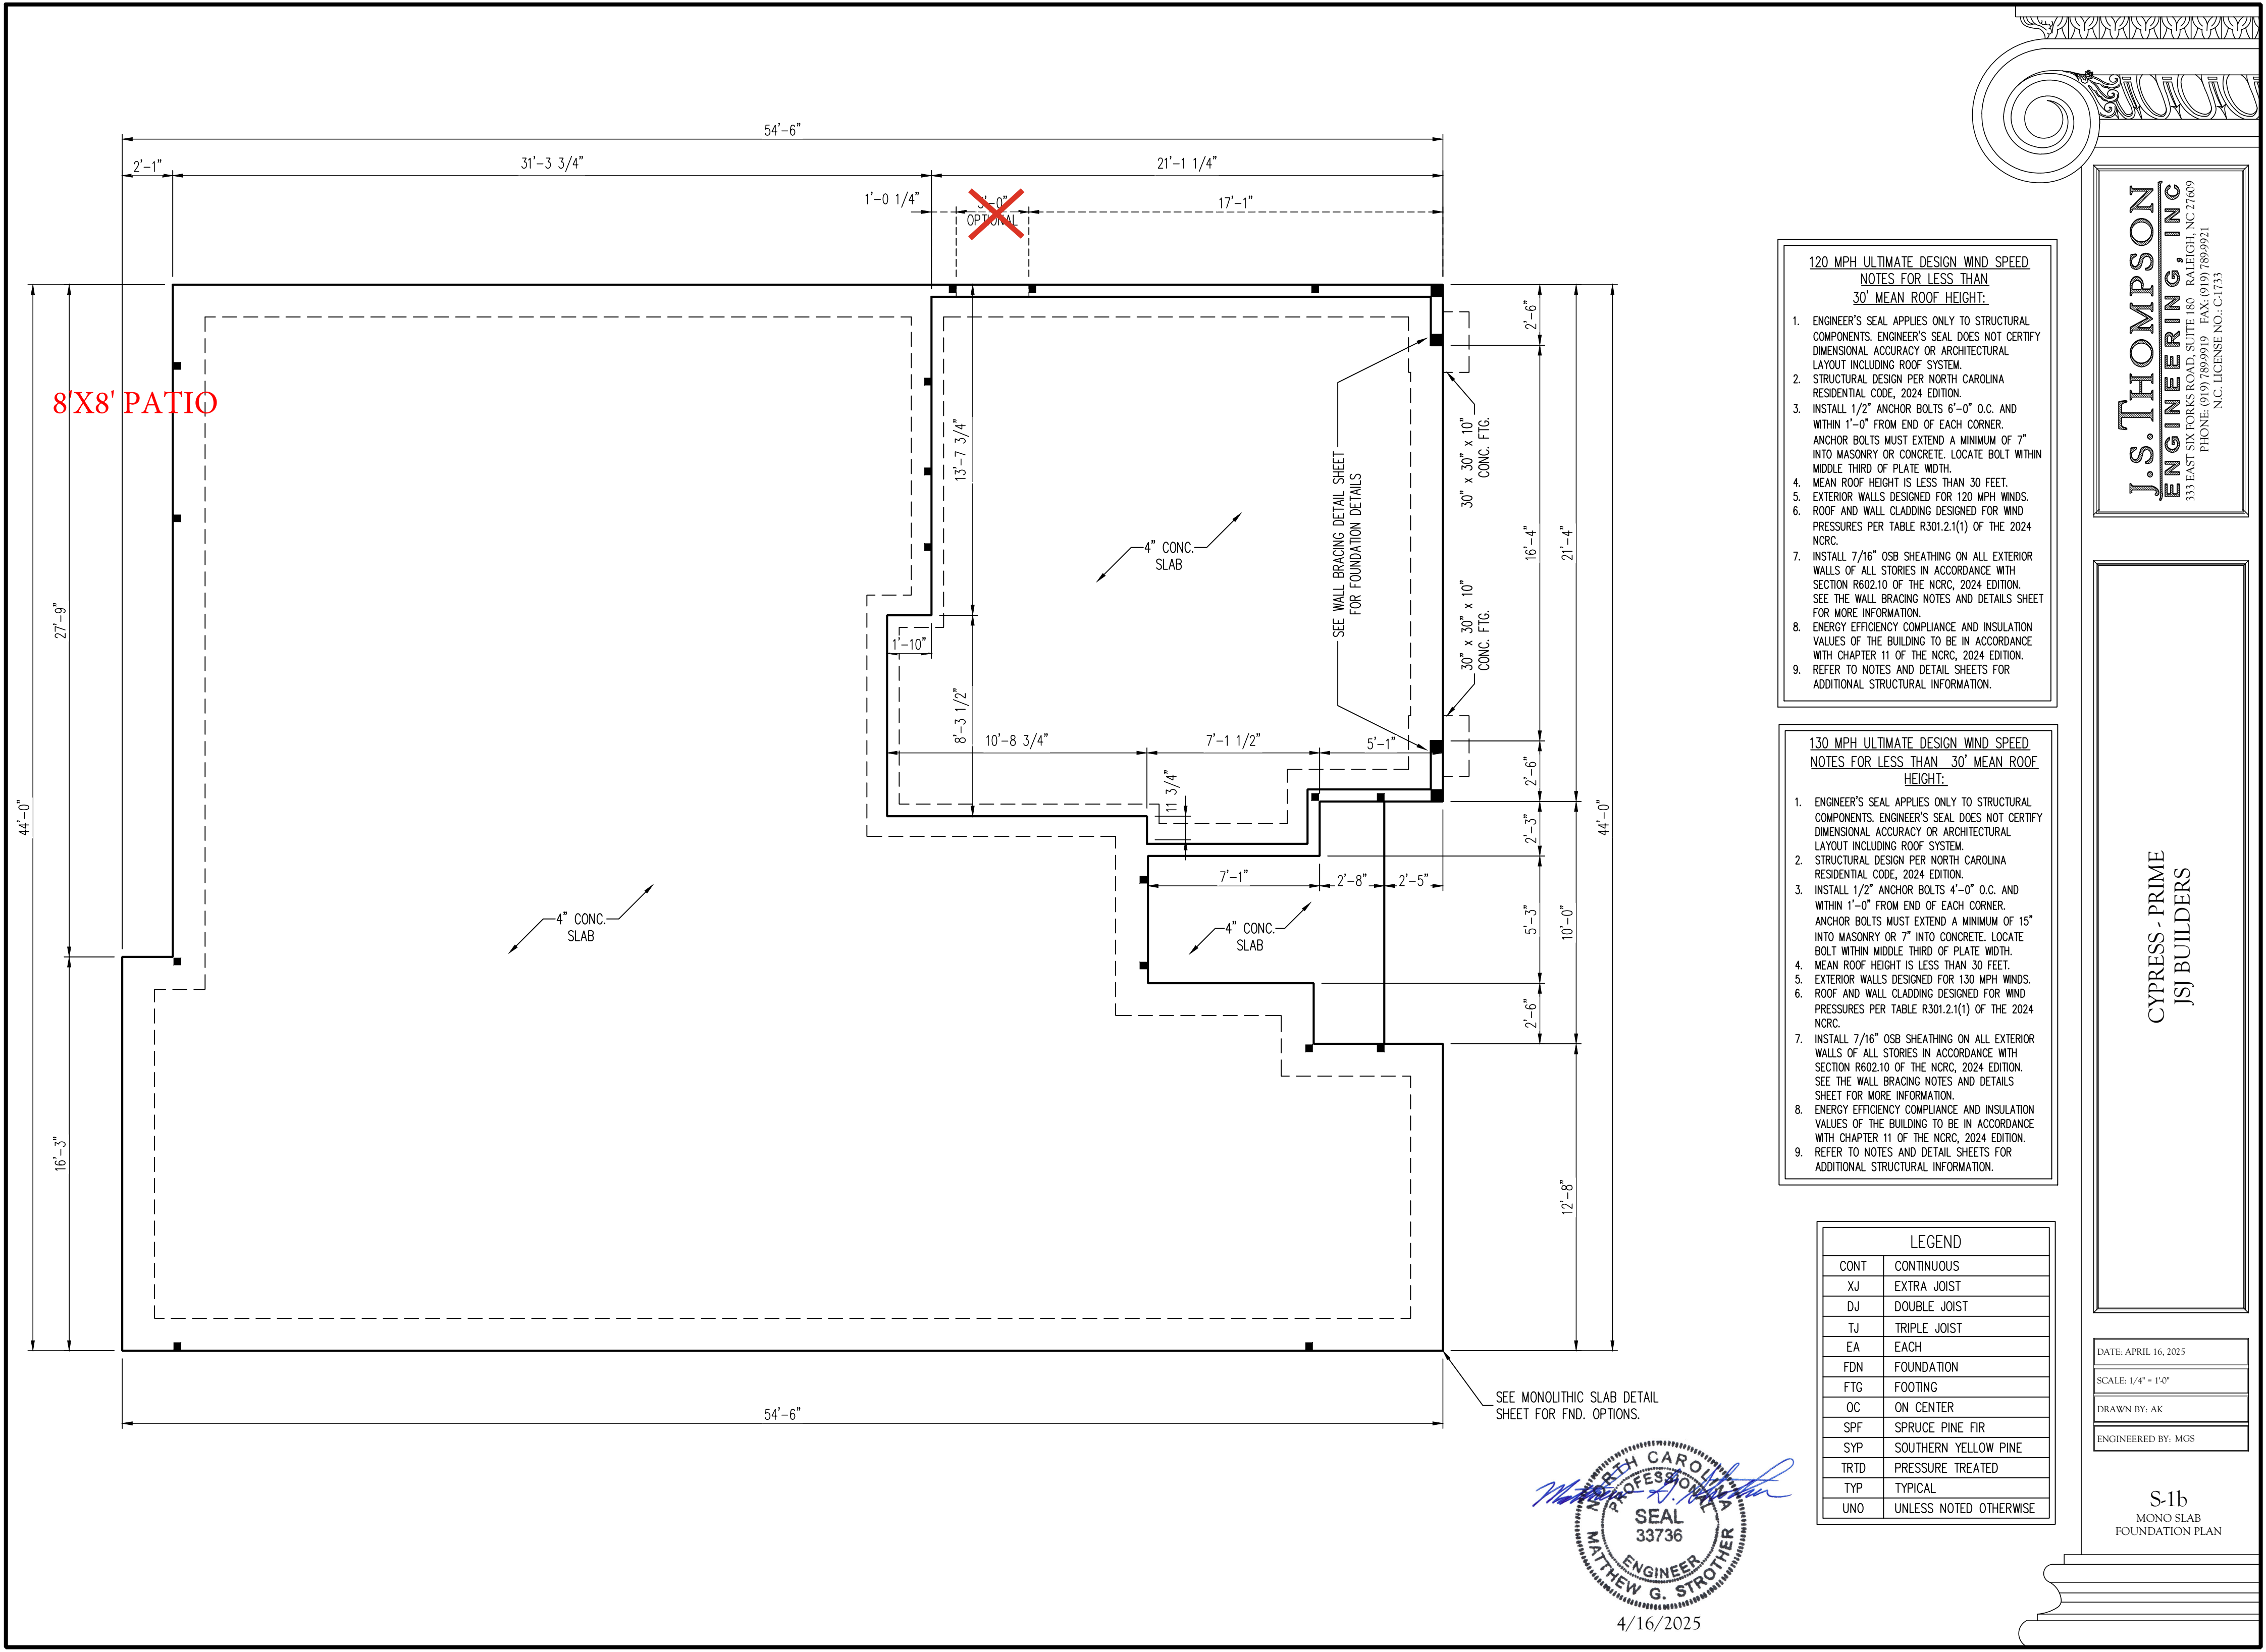 54'-6"
2'-1"
31'-3 3/4"
21'-1 1/4"
1'-0 1/4"
OPTIONAL
17'-1"
8'X8' PATIO
27'-9"
44'-0"
16'-3"
13'-7 3/4"
1'-10"
8'-3 1/2"
10'-8 3/4"
7'-1 1/2"
5'-1"
11 3/4"
4" CONC.
SLAB
SEE WALL BRACING DETAIL SHEET
FOR FOUNDATION DETAILS
30" x 30" x 10"
CONC. FTG.
30" x 30" x 10"
CONC. FTG.
2'-6"
16'-4"
21'-4"
2'-6"
44'-0"
2'-3"
7'-1"
2'-8"
2'-5"
4" CONC.
SLAB
5'-3"
10'-0"
2'-6"
4" CONC.
SLAB
12'-8"
54'-6"
SEE MONOLITHIC SLAB DETAIL
SHEET FOR FND. OPTIONS.
NORTH CAROLINA
PROFESSIONAL
SEAL
33736
ENGINEER
MATTHEW G. STROTHER
4/16/2025
120 MPH ULTIMATE DESIGN WIND SPEED
NOTES FOR LESS THAN
30' MEAN ROOF HEIGHT:
1. ENGINEER'S SEAL APPLIES ONLY TO STRUCTURAL
COMPONENTS. ENGINEER'S SEAL DOES NOT CERTIFY
DIMENSIONAL ACCURACY OR ARCHITECTURAL
LAYOUT INCLUDING ROOF SYSTEM.
2. STRUCTURAL DESIGN PER NORTH CAROLINA
RESIDENTIAL CODE, 2024 EDITION.
3. INSTALL 1/2" ANCHOR BOLTS 6'-0" O.C. AND
WITHIN 1'-0" FROM END OF EACH CORNER.
ANCHOR BOLTS MUST EXTEND A MINIMUM OF 7"
INTO MASONRY OR CONCRETE. LOCATE BOLT WITHIN
MIDDLE THIRD OF PLATE WIDTH.
4. MEAN ROOF HEIGHT IS LESS THAN 30 FEET.
5. EXTERIOR WALLS DESIGNED FOR 120 MPH WINDS.
6. ROOF AND WALL CLADDING DESIGNED FOR WIND
PRESSURES PER TABLE R301.2.1(1) OF THE 2024
NCRC.
7. INSTALL 7/16" OSB SHEATHING ON ALL EXTERIOR
WALLS OF ALL STORIES IN ACCORDANCE WITH
SECTION R602.10 OF THE NCRC, 2024 EDITION.
SEE THE WALL BRACING NOTES AND DETAILS SHEET
FOR MORE INFORMATION.
8. ENERGY EFFICIENCY COMPLIANCE AND INSULATION
VALUES OF THE BUILDING TO BE IN ACCORDANCE
WITH CHAPTER 11 OF THE NCRC, 2024 EDITION.
9. REFER TO NOTES AND DETAIL SHEETS FOR
ADDITIONAL STRUCTURAL INFORMATION.
130 MPH ULTIMATE DESIGN WIND SPEED
NOTES FOR LESS THAN 30' MEAN ROOF
HEIGHT:
1. ENGINEER'S SEAL APPLIES ONLY TO STRUCTURAL
COMPONENTS. ENGINEER'S SEAL DOES NOT CERTIFY
DIMENSIONAL ACCURACY OR ARCHITECTURAL
LAYOUT INCLUDING ROOF SYSTEM.
2. STRUCTURAL DESIGN PER NORTH CAROLINA
RESIDENTIAL CODE, 2024 EDITION.
3. INSTALL 1/2" ANCHOR BOLTS 4'-0" O.C. AND
WITHIN 1'-0" FROM END OF EACH CORNER.
ANCHOR BOLTS MUST EXTEND A MINIMUM OF 15"
INTO MASONRY OR 7" INTO CONCRETE. LOCATE
BOLT WITHIN MIDDLE THIRD OF PLATE WIDTH.
4. MEAN ROOF HEIGHT IS LESS THAN 30 FEET.
5. EXTERIOR WALLS DESIGNED FOR 130 MPH WINDS.
6. ROOF AND WALL CLADDING DESIGNED FOR WIND
PRESSURES PER TABLE R301.2.1(1) OF THE 2024
NCRC.
7. INSTALL 7/16" OSB SHEATHING ON ALL EXTERIOR
WALLS OF ALL STORIES IN ACCORDANCE WITH
SECTION R602.10 OF THE NCRC, 2024 EDITION.
SEE THE WALL BRACING NOTES AND DETAILS
SHEET FOR MORE INFORMATION.
8. ENERGY EFFICIENCY COMPLIANCE AND INSULATION
VALUES OF THE BUILDING TO BE IN ACCORDANCE
WITH CHAPTER 11 OF THE NCRC, 2024 EDITION.
9. REFER TO NOTES AND DETAIL SHEETS FOR
ADDITIONAL STRUCTURAL INFORMATION.
LEGEND
CONT CONTINUOUS
XJ EXTRA JOIST
DJ DOUBLE JOIST
TJ TRIPLE JOIST
EA EACH
FDN FOUNDATION
FTG FOOTING
OC ON CENTER
SPF SPRUCE PINE FIR
SYP SOUTHERN YELLOW PINE
TRTD PRESSURE TREATED
TYP TYPICAL
UNO UNLESS NOTED OTHERWISE
J.S. THOMPSON
ENGINEERING, INC
333 EAST SIX FORKS ROAD, SUITE 180 RALEIGH, NC 27609
PHONE: (919) 789-9919 FAX: (919) 789-9921
N.C. LICENSE NO.: C-1733
CYPRESS - PRIME
JSJ BUILDERS
DATE: APRIL 16, 2025
SCALE: 1/4" = 1'-0"
DRAWN BY: AK
ENGINEERED BY: MGS
S-1b
MONO SLAB
FOUNDATION PLAN